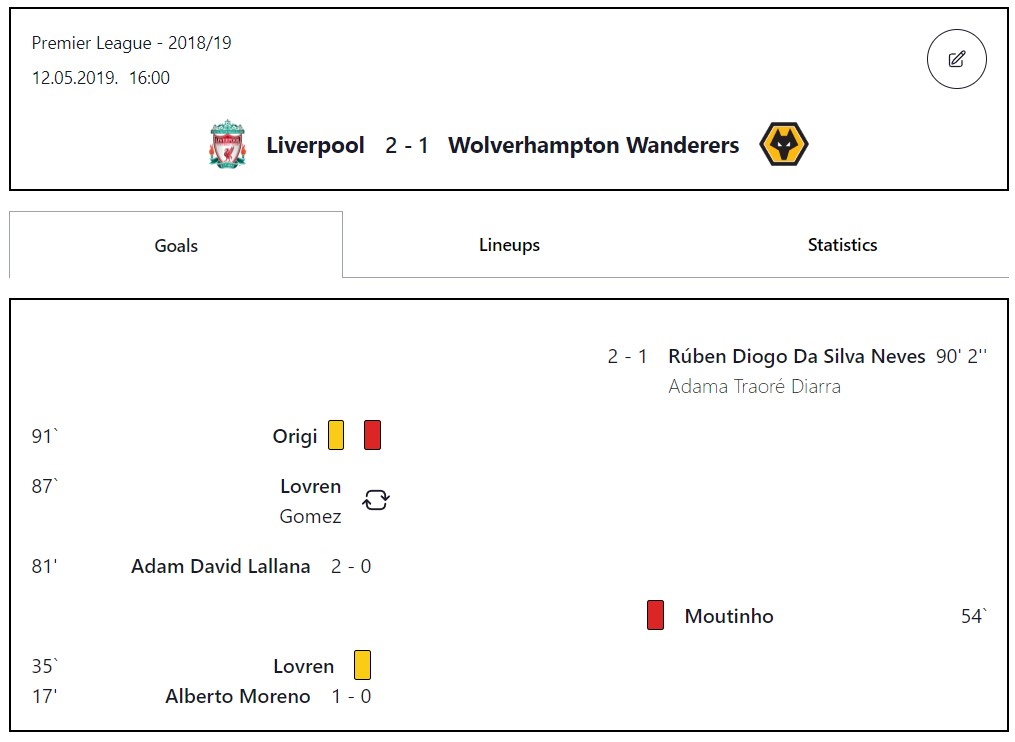 Premier League - 2018/19
12.05.2019. 16:00
Liverpool 2 - 1 Wolverhampton Wanderers
Goals Lineups Statistics
2 - 1 Rúben Diogo Da Silva Neves 90' 2''
Adama Traoré Diarra
91` Origi
87` Lovren
Gomez
81' Adam David Lallana 2 - 0
Moutinho 54`
35` Lovren
17' Alberto Moreno 1 - 0